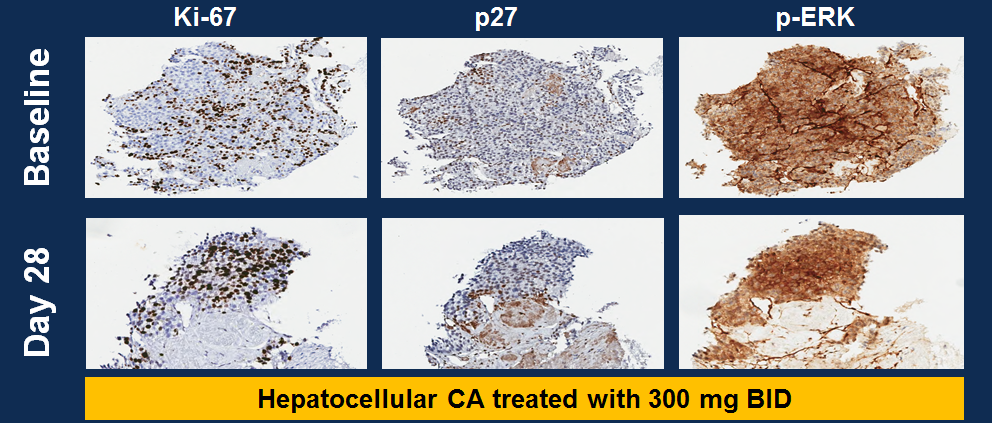 Ki-67
p27
p-ERK
Baseline
Day 28
Hepatocellular CA treated with 300 mg BID